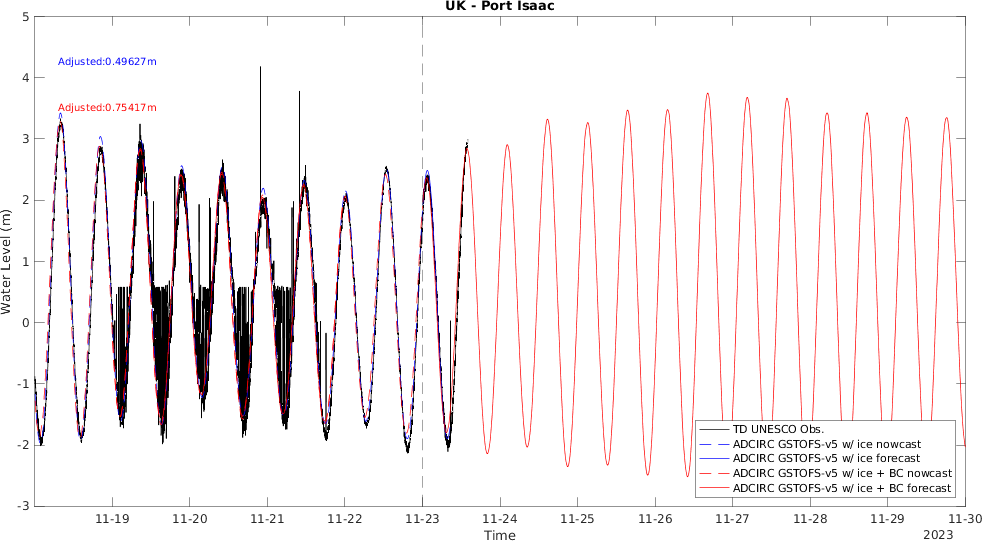 UK - Port Isaac
Adjusted:0.49627m
Adjusted:0.75417m
Water Level (m)
5
4
3
2
1
0
-1
-2
-3
TD UNESCO Obs.
ADCIRC GSTOFS-v5 w/ ice nowcast
ADCIRC GSTOFS-v5 w/ ice forecast
ADCIRC GSTOFS-v5 w/ ice + BC nowcast
ADCIRC GSTOFS-v5 w/ ice + BC forecast
11-19 11-20 11-21 11-22 11-23 11-24 11-25 11-26 11-27 11-28 11-29 11-30
Time
2023